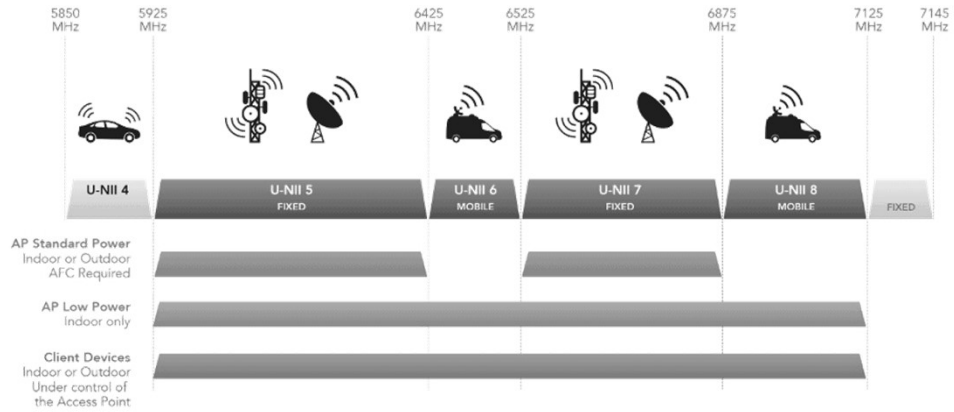 5850 MHz
5925 MHz
6425 MHz
6525 MHz
6875 MHz
7125 MHz
7145 MHz
U-NII 4
U-NII 5
FIXED
U-NII 6
MOBILE
U-NII 7
FIXED
U-NII 8
MOBILE
FIXED
AP Standard Power
Indoor or Outdoor
AFC Required
AP Low Power
Indoor only
Client Devices
Indoor or Outdoor
Under control of
the Access Point